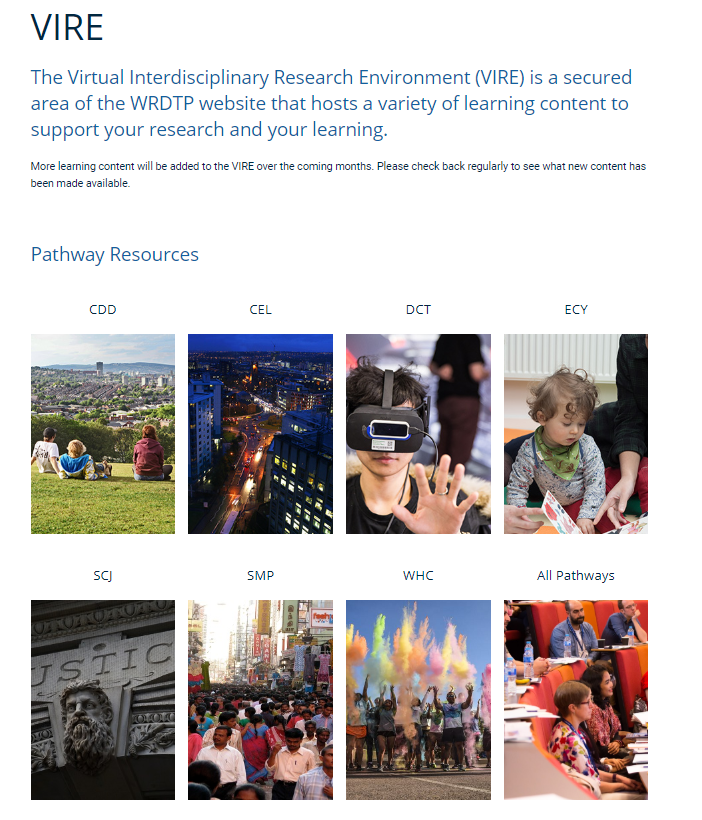 VIRE
The Virtual Interdisciplinary Research Environment (VIRE) is a secured
area of the WRDTP website that hosts a variety of learning content to
support your research and your learning.
More learning content will be added to the VIRE over the coming months. Please check back regularly to see what new content has
been made available.
Pathway Resources
CDD
CEL
DCT
ECY
SCJ
SMP
WHC
All Pathways
USTIC